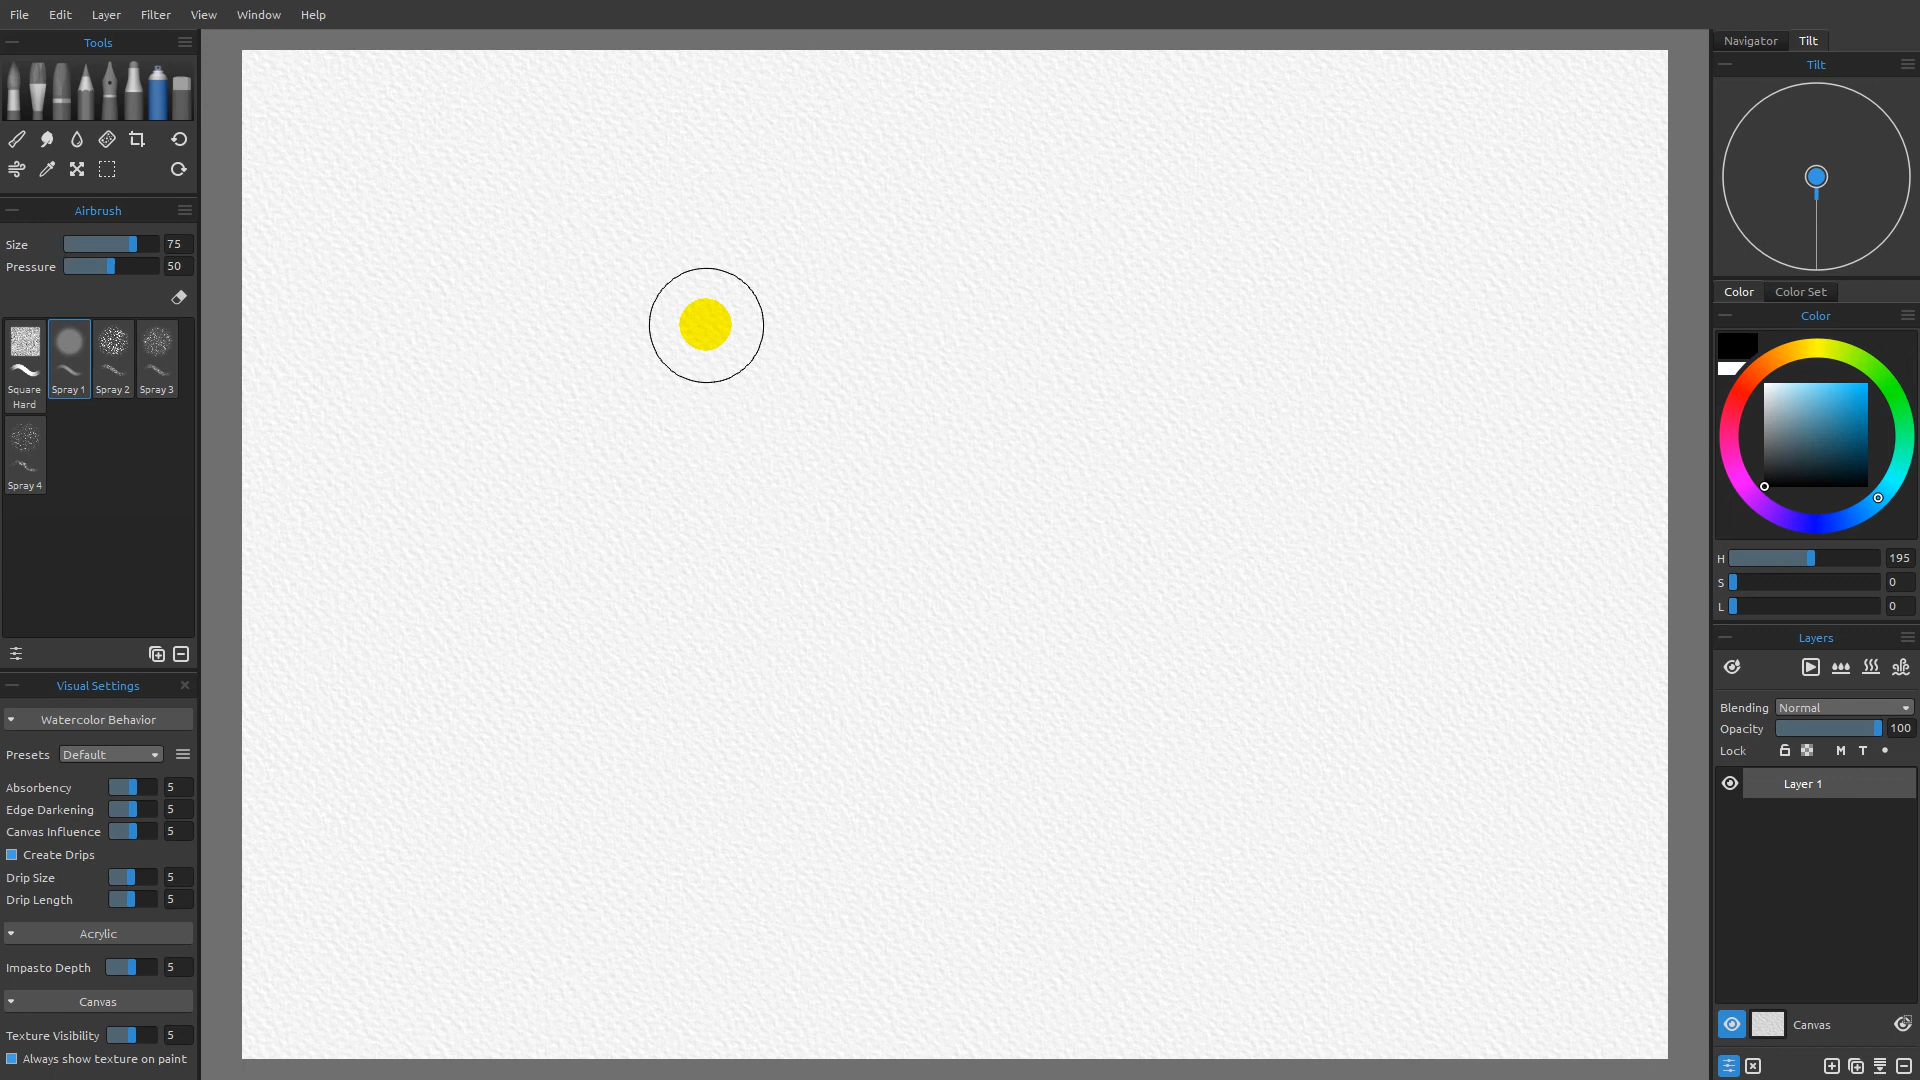 File Edit Layer Filter View Window Help
Tools
Airbrush
Size 75
Pressure 50
Square Hard
Spray 1
Spray 2
Spray 3
Spray 4
Visual Settings
Watercolor Behavior
Presets Default
Absorbency 5
Edge Darkening 5
Canvas Influence 5
Create Drips
Drip Size 5
Drip Length 5
Acrylic
Impasto Depth 5
Canvas
Texture Visibility 5
Always show texture on paint
Navigator Tilt
Tilt
Color Color Set
Color
H 195
S 0
L 0
Layers
Blending Normal
Opacity 100
Lock M T
Layer 1
Canvas